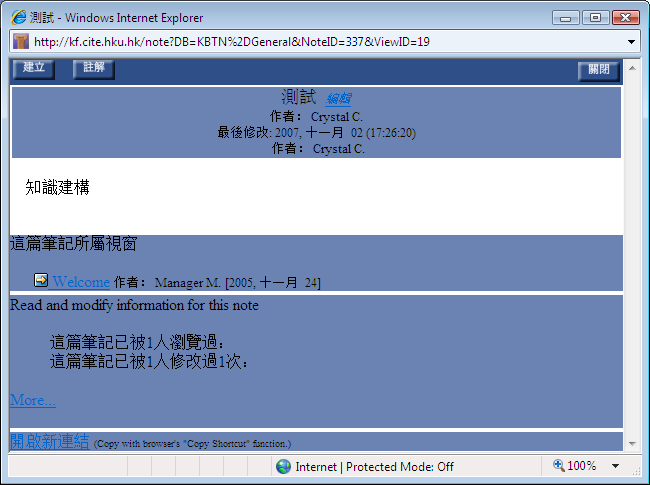 測試 - Windows Internet Explorer
http://kf.cite.hku.hk/note?DB=KBTN%2DGeneral&NoteID=337&ViewID=19
建立 註解 關閉
測試 編輯
作者： Crystal C.
最後修改: 2007, 十一月 02 (17:26:20)
作者： Crystal C.
知識建構
這篇筆記所屬視窗
Welcome 作者： Manager M. [2005, 十一月 24]
Read and modify information for this note
這篇筆記已被1人瀏覽過：
這篇筆記已被1人修改過1次：
More...
開啟新連結 (Copy with browser's "Copy Shortcut" function.)
Internet | Protected Mode: Off 100%